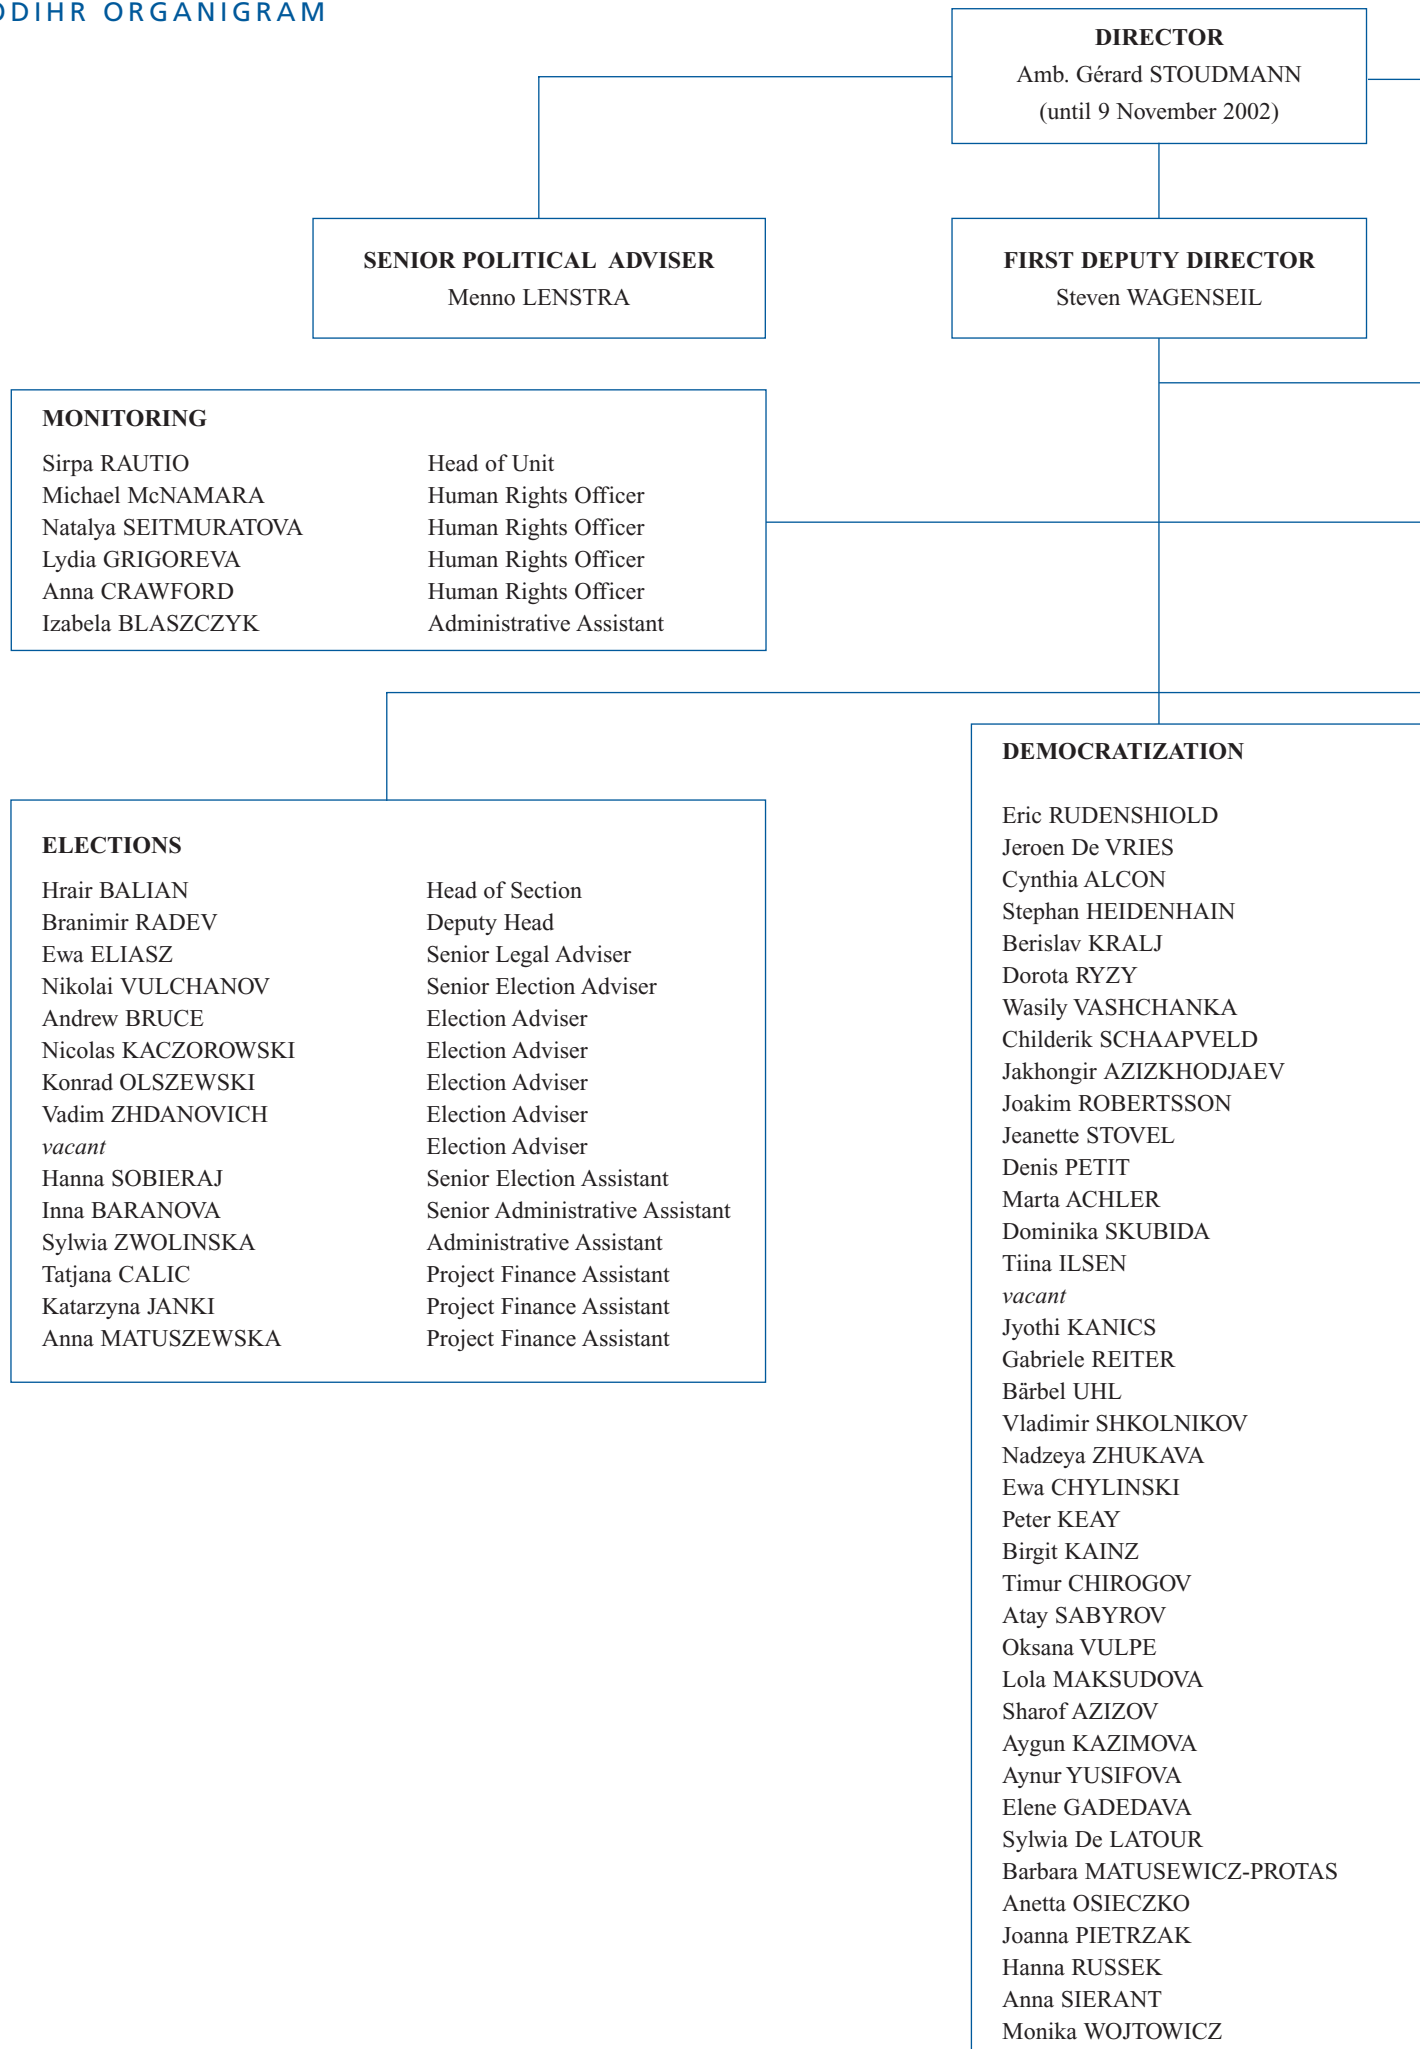 ODIHR ORGANIGRAM
DIRECTOR
Amb. Gérard STOUDMANN
(until 9 November 2002)
SENIOR POLITICAL ADVISER
Menno LENSTRA
FIRST DEPUTY DIRECTOR
Steven WAGENSEIL
MONITORING
Sirpa RAUTIO Head of Unit
Michael McNAMARA Human Rights Officer
Natalya SEITMURATOVA Human Rights Officer
Lydia GRIGOREVA Human Rights Officer
Anna CRAWFORD Human Rights Officer
Izabela BLASZCZYK Administrative Assistant
ELECTIONS
Hrair BALIAN Head of Section
Branimir RADEV Deputy Head
Ewa ELIASZ Senior Legal Adviser
Nikolai VULCHANOV Senior Election Adviser
Andrew BRUCE Election Adviser
Nicolas KACZOROWSKI Election Adviser
Konrad OLSZEWSKI Election Adviser
Vadim ZHDANOVICH Election Adviser
vacant Election Adviser
Hanna SOBIERAJ Senior Election Assistant
Inna BARANOVA Senior Administrative Assistant
Sylwia ZWOLINSKA Administrative Assistant
Tatjana CALIC Project Finance Assistant
Katarzyna JANKI Project Finance Assistant
Anna MATUSZEWSKA Project Finance Assistant
DEMOCRATIZATION
Eric RUDENSHIOLD
Jeroen De VRIES
Cynthia ALCON
Stephan HEIDENHAIN
Berislav KRALJ
Dorota RYZY
Wasily VASHCHANKA
Childerik SCHAAPVELD
Jakhongir AZIZKHODJAEV
Joakim ROBERTSSON
Jeanette STOVEL
Denis PETIT
Marta ACHLER
Dominika SKUBIDA
Tiina ILSEN
vacant
Jyothi KANICS
Gabriele REITER
Bärbel UHL
Vladimir SHKOLNIKOV
Nadzeya ZHUKAVA
Ewa CHYLINSKI
Peter KEAY
Birgit KAINZ
Timur CHIROGOV
Atay SABYROV
Oksana VULPE
Lola MAKSUDOVA
Sharof AZIZOV
Aygun KAZIMOVA
Aynur YUSIFOVA
Elene GADEDAVA
Sylwia De LATOUR
Barbara MATUSEWICZ-PROTAS
Anetta OSIECZKO
Joanna PIETRZAK
Hanna RUSSEK
Anna SIERANT
Monika WOJTOWICZ